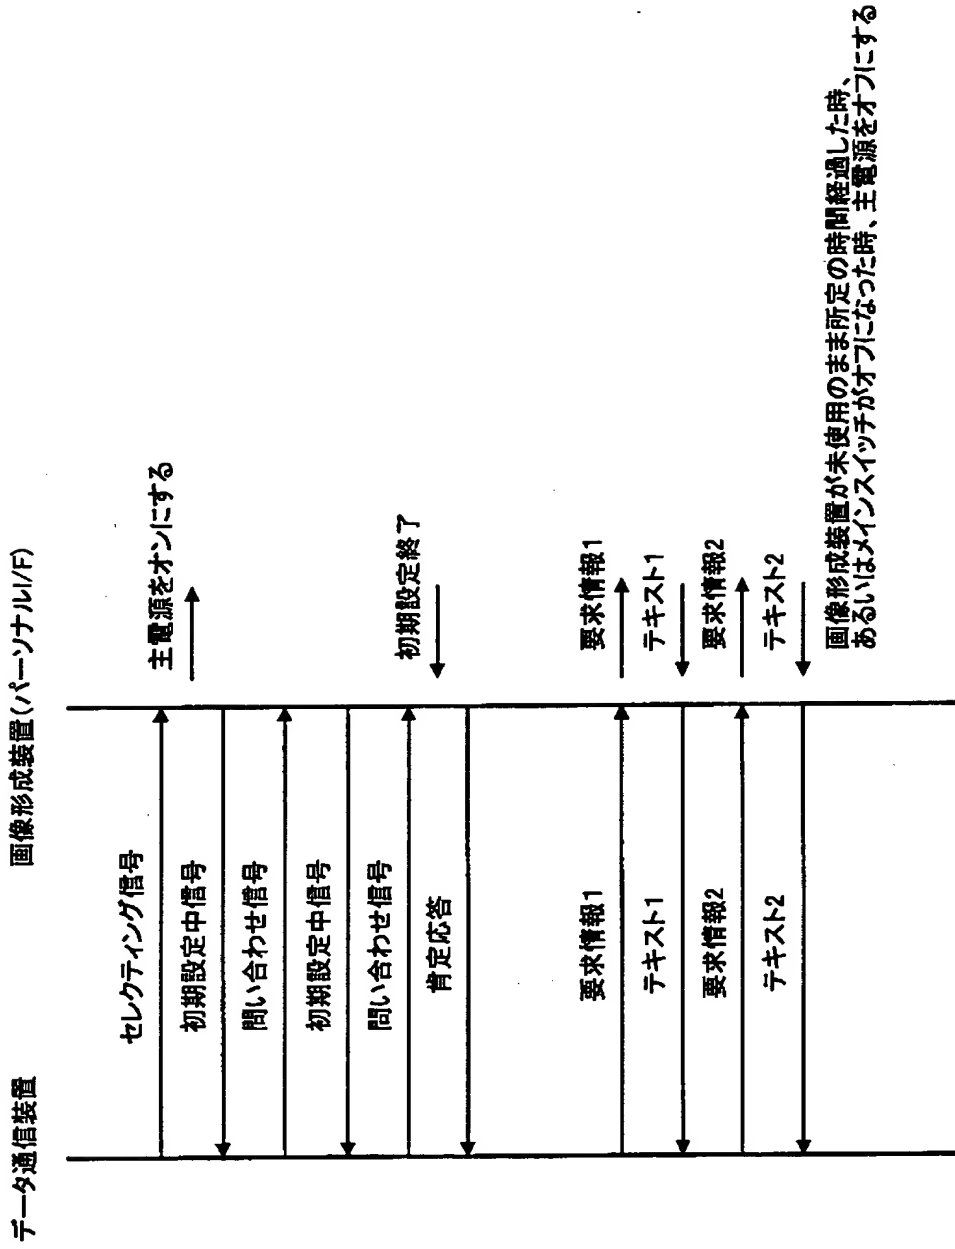 データ通信装置
画像形成装置(パーソナルI/F)
セレクティング信号
主電源をオンにする
初期設定中信号
問い合わせ信号
初期設定中信号
問い合わせ信号
初期設定終了
肯定応答
要求情報1
要求情報1
テキスト1
テキスト1
要求情報2
要求情報2
テキスト2
テキスト2
画像形成装置が未使用のまま所定の時間経過した時、
あるいはメインスイッチがオフになった時、主電源をオフにする